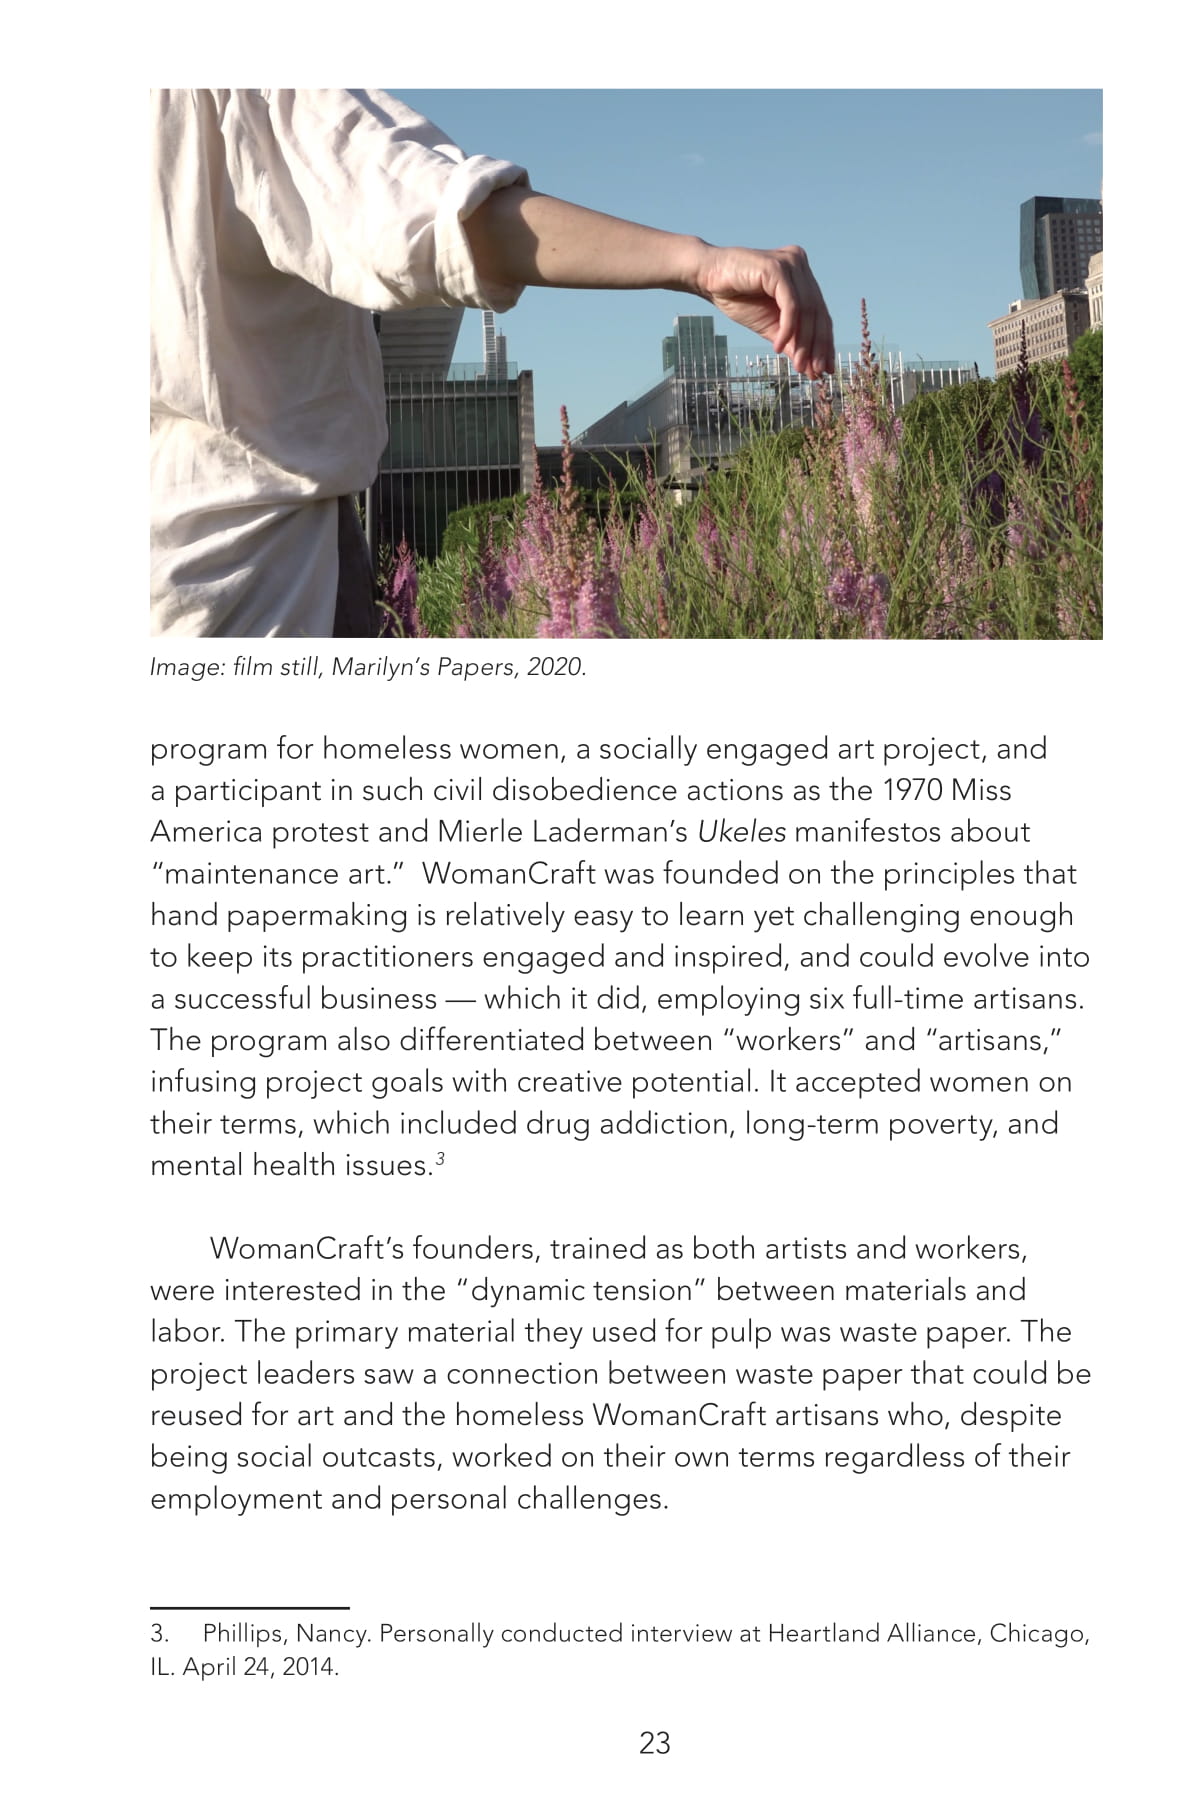 Image: film still, Marilyn’s Papers, 2020.
program for homeless women, a socially engaged art project, and
a participant in such civil disobedience actions as the 1970 Miss
America protest and Mierle Laderman’s Ukeles manifestos about
“maintenance art.”  WomanCraft was founded on the principles that
hand papermaking is relatively easy to learn yet challenging enough
to keep its practitioners engaged and inspired, and could evolve into
a successful business — which it did, employing six full-time artisans.
The program also differentiated between “workers” and “artisans,”
infusing project goals with creative potential. It accepted women on
their terms, which included drug addiction, long-term poverty, and
mental health issues.3
WomanCraft’s founders, trained as both artists and workers,
were interested in the “dynamic tension” between materials and
labor. The primary material they used for pulp was waste paper. The
project leaders saw a connection between waste paper that could be
reused for art and the homeless WomanCraft artisans who, despite
being social outcasts, worked on their own terms regardless of their
employment and personal challenges.
3. Phillips, Nancy. Personally conducted interview at Heartland Alliance, Chicago,
IL. April 24, 2014.
23